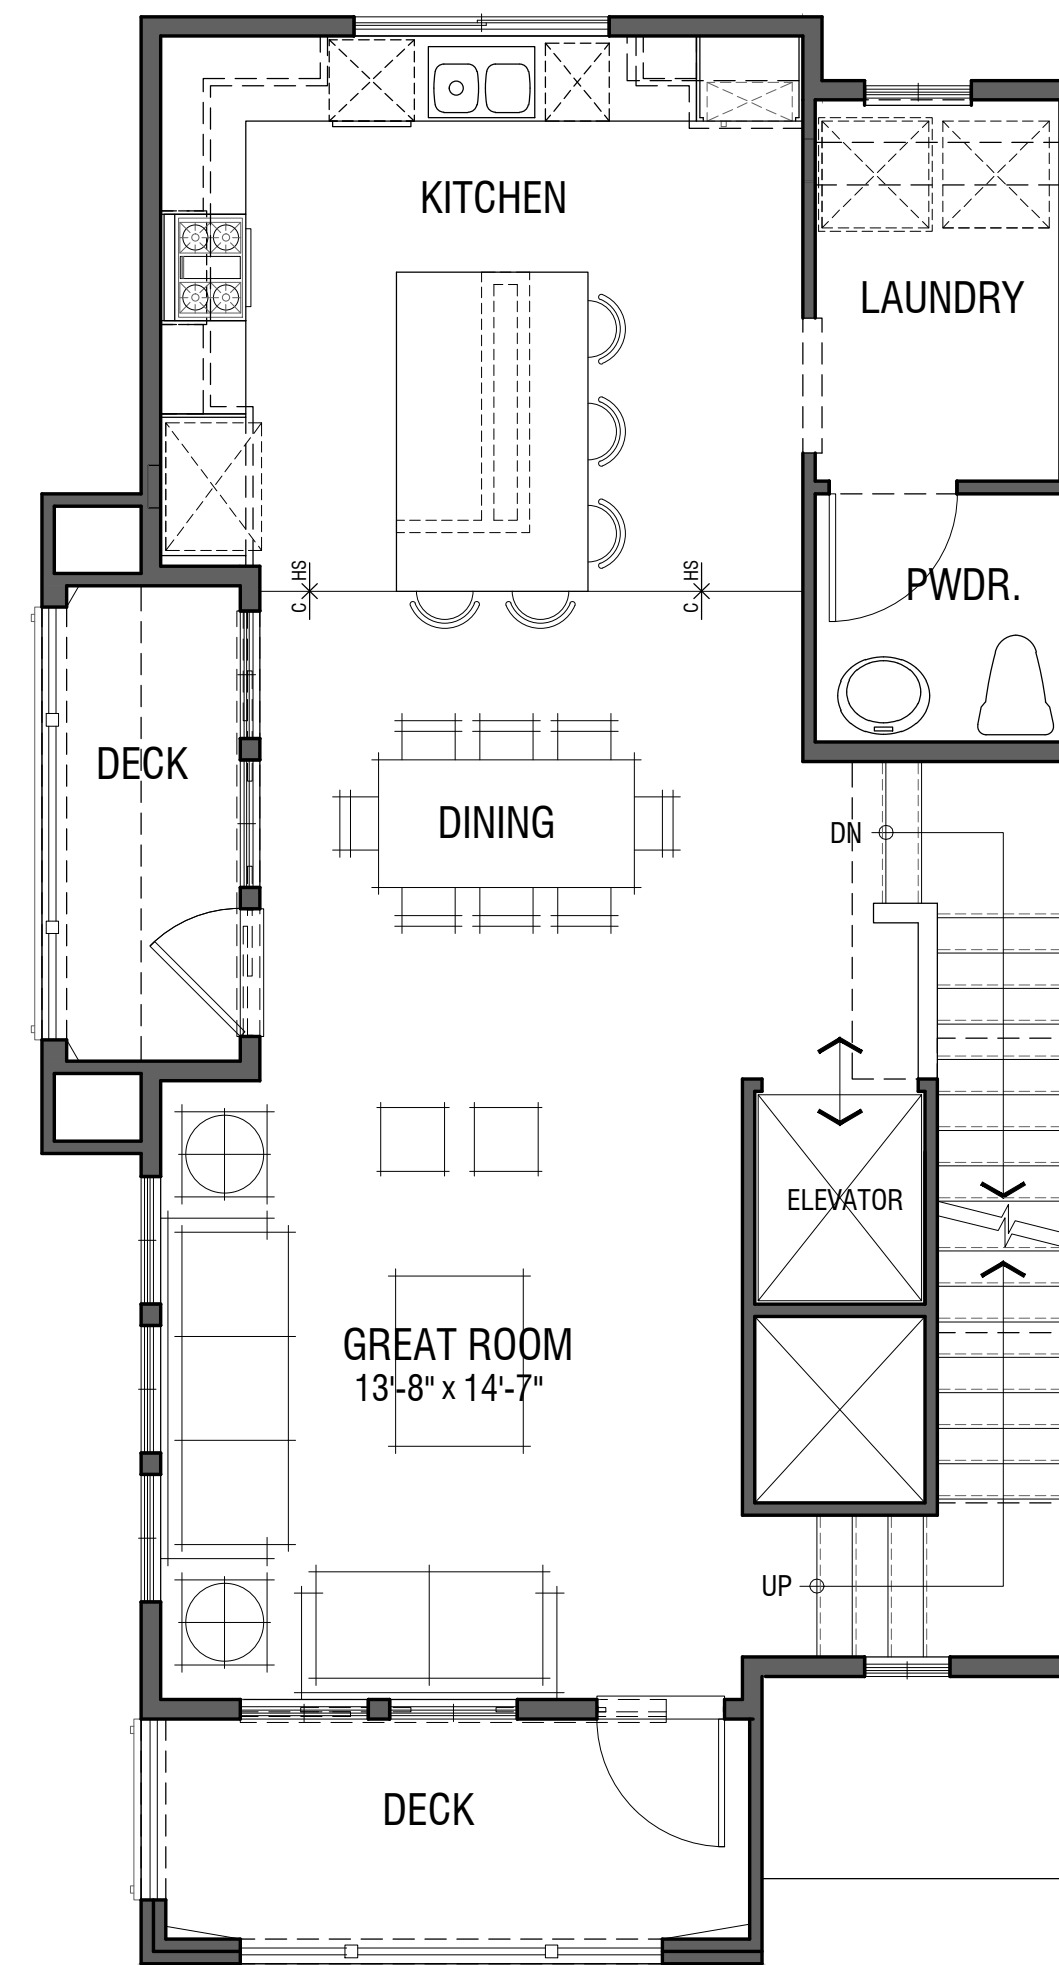 KITCHEN
LAUNDRY
HS
C
HS
C
PWDR.
DECK
DINING
DN
ELEVATOR
GREAT ROOM
13'-8" x 14'-7"
UP
DECK